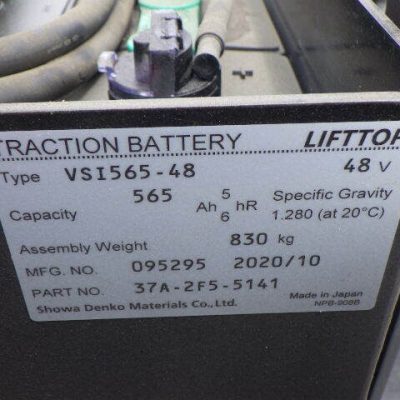 TRACTION BATTERY LIFTTOP
Type VSI565-48 48 V
Capacity 565 Ah 5 6 hR Specific Gravity 1.280 (at 20°C)
Assembly Weight 830 kg
MFG. NO. 095295 2020/10
PART NO. 37A-2F5-5141
Showa Denko Materials Co., Ltd. Made in Japan
NPB-908B